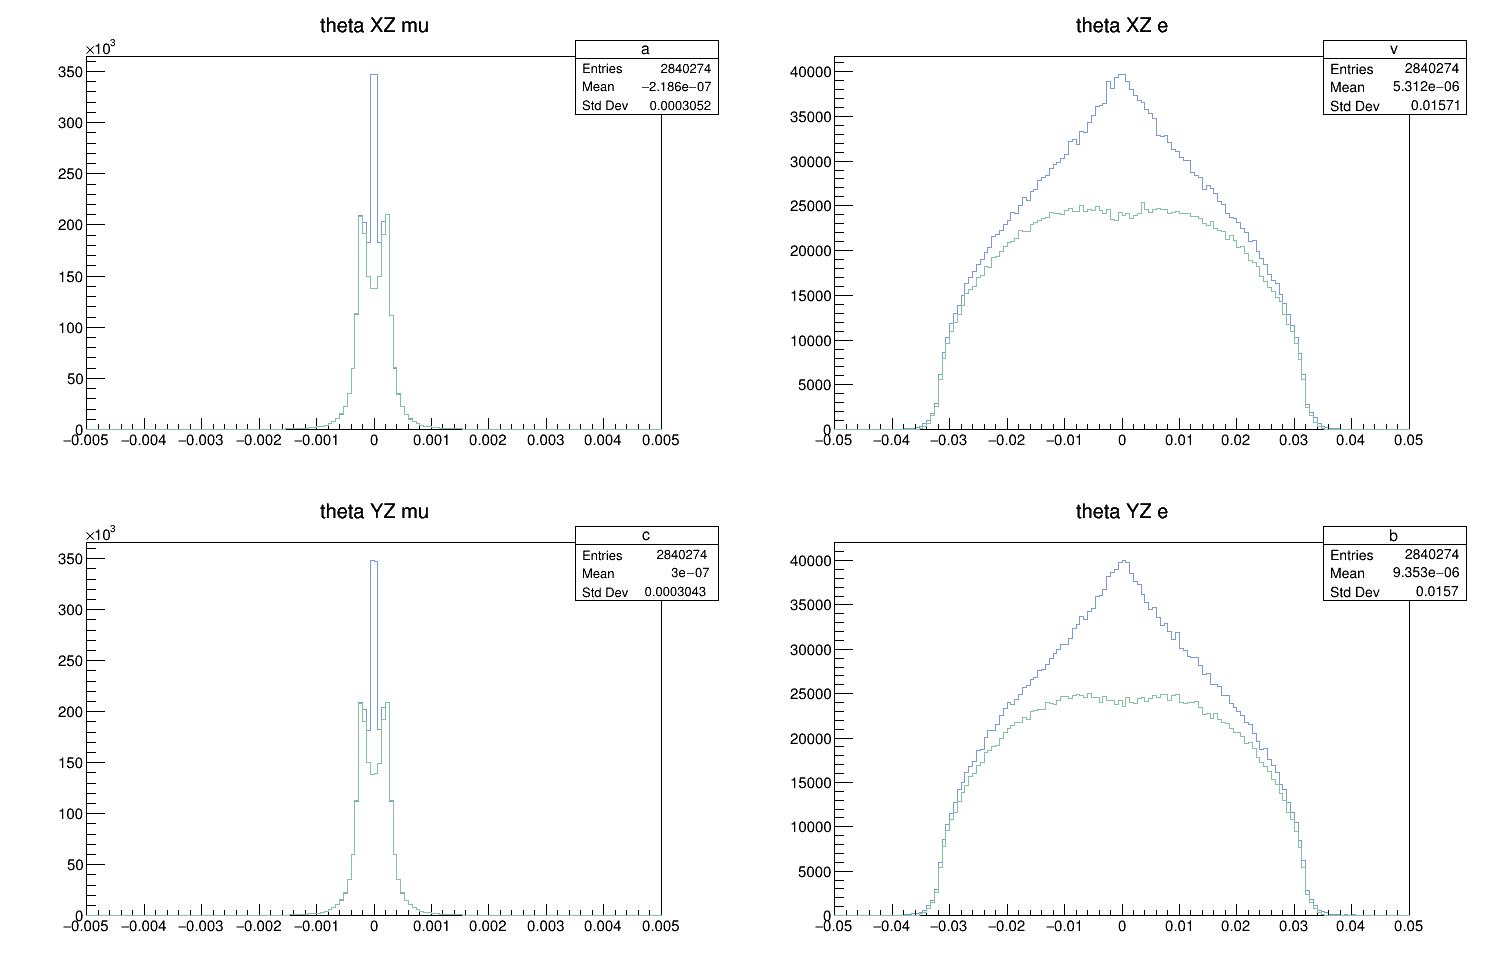 theta XZ mu
×10³
a
Entries 2840274
Mean −2.186e−07
Std Dev 0.0003052
350
300
250
200
150
100
50
0
−0.005 −0.004 −0.003 −0.002 −0.001 0 0.001 0.002 0.003 0.004 0.005
theta XZ e
v
Entries 2840274
Mean 5.312e−06
Std Dev 0.01571
40000
35000
30000
25000
20000
15000
10000
5000
0
−0.05 −0.04 −0.03 −0.02 −0.01 0 0.01 0.02 0.03 0.04 0.05
theta YZ mu
×10³
c
Entries 2840274
Mean 3e−07
Std Dev 0.0003043
350
300
250
200
150
100
50
0
−0.005 −0.004 −0.003 −0.002 −0.001 0 0.001 0.002 0.003 0.004 0.005
theta YZ e
b
Entries 2840274
Mean 9.353e−06
Std Dev 0.0157
40000
35000
30000
25000
20000
15000
10000
5000
0
−0.05 −0.04 −0.03 −0.02 −0.01 0 0.01 0.02 0.03 0.04 0.05